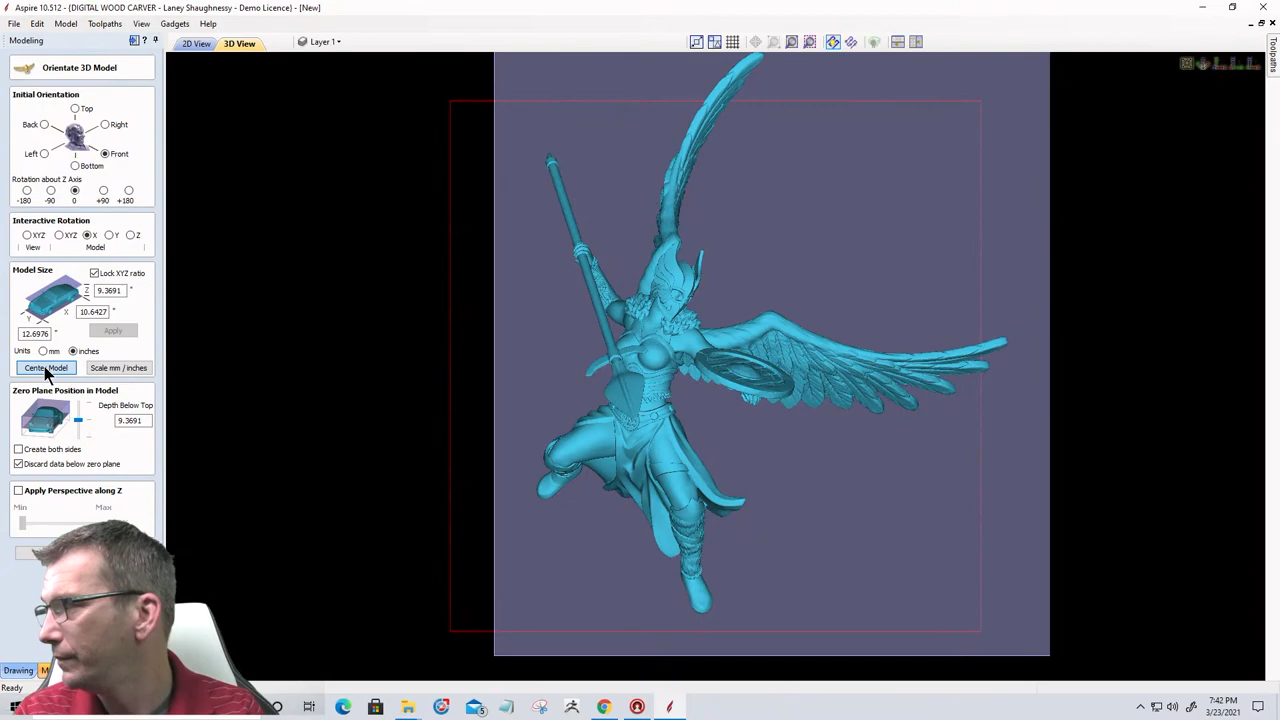 Aspire 10.512 - (DIGITAL WOOD CARVER - Laney Shaughnessy - Demo Licence) - [New]
File Edit Model Toolpaths View Gadgets Help
Modeling
2D View 3D View Layer 1
Toolpaths
Orientate 3D Model
Initial Orientation
Top
Back Right
Left Front
Bottom
Rotation about Z Axis
-180 -90 0 +90 +180
Interactive Rotation
XYZ XYZ X Y Z
View Model
Model Size
Lock XYZ ratio
Z 9.3691 "
Y X 10.6427 "
12.6976 " Apply
Units mm inches
Center Model Scale mm / inches
Zero Plane Position in Model
Depth Below Top
9.3691
Create both sides
Discard data below zero plane
Apply Perspective along Z
Min Max
Drawing
Ready
5
7:42 PM
3/23/2021